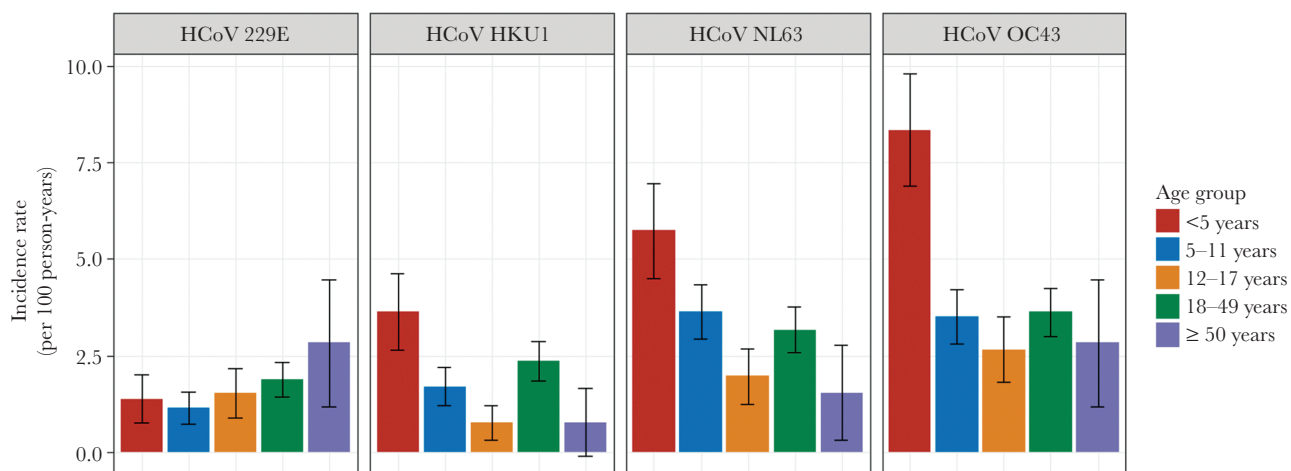 HCoV 229E
HCoV HKU1
HCoV NL63
HCoV OC43
Incidence rate
(per 100 person-years)
10.0
7.5
5.0
2.5
0.0
Age group
<5 years
5–11 years
12–17 years
18–49 years
≥ 50 years